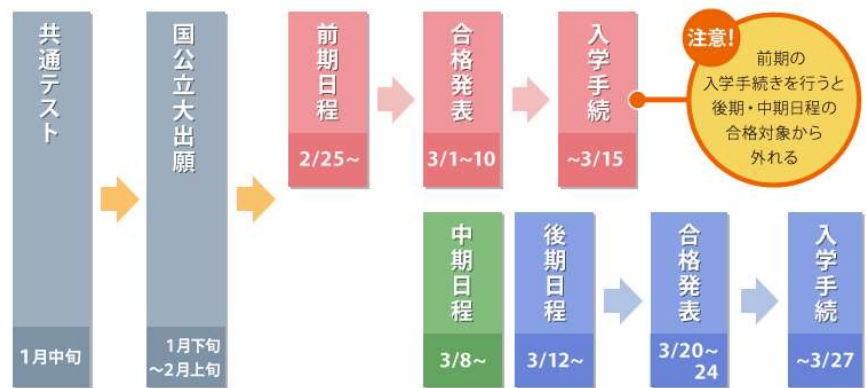 共通テスト
1月中旬
国公立大出願
1月下旬
~2月上旬
前期日程
2/25~
合格発表
3/1~10
入学手続
~3/15
注意!
前期の
入学手続きを行うと
後期・中期日程の
合格対象から
外れる
中期日程
3/8~
後期日程
3/12~
合格発表
3/20~
24
入学手続
~3/27